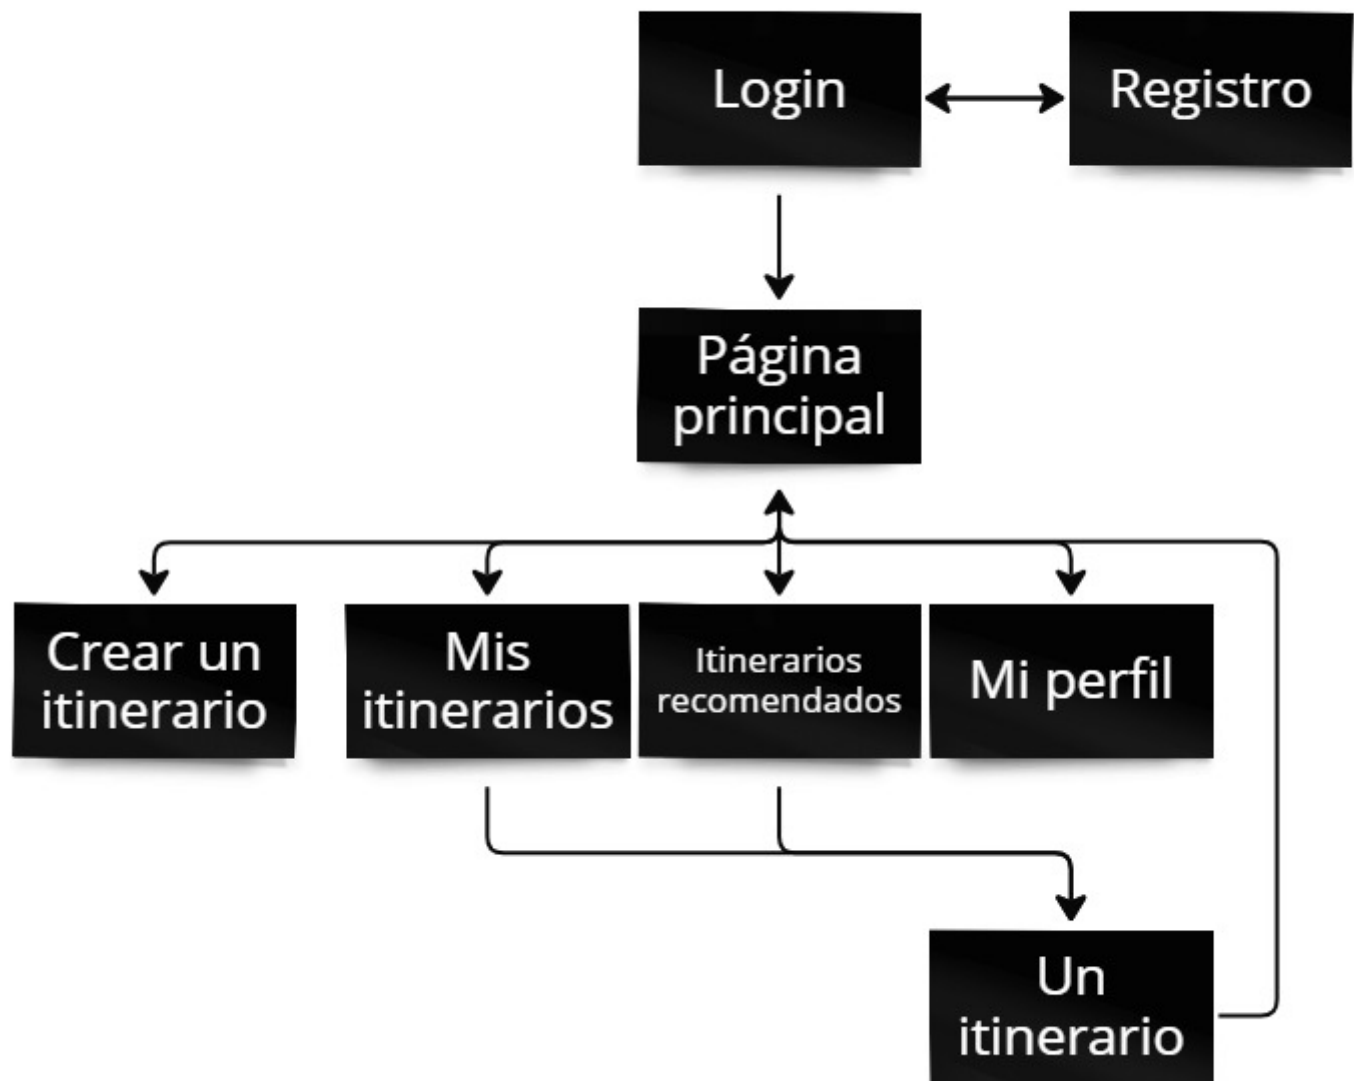 Login
Registro
Página
principal
Crear un
itinerario
Mis
itinerarios
Itinerarios
recomendados
Mi perfil
Un
itinerario